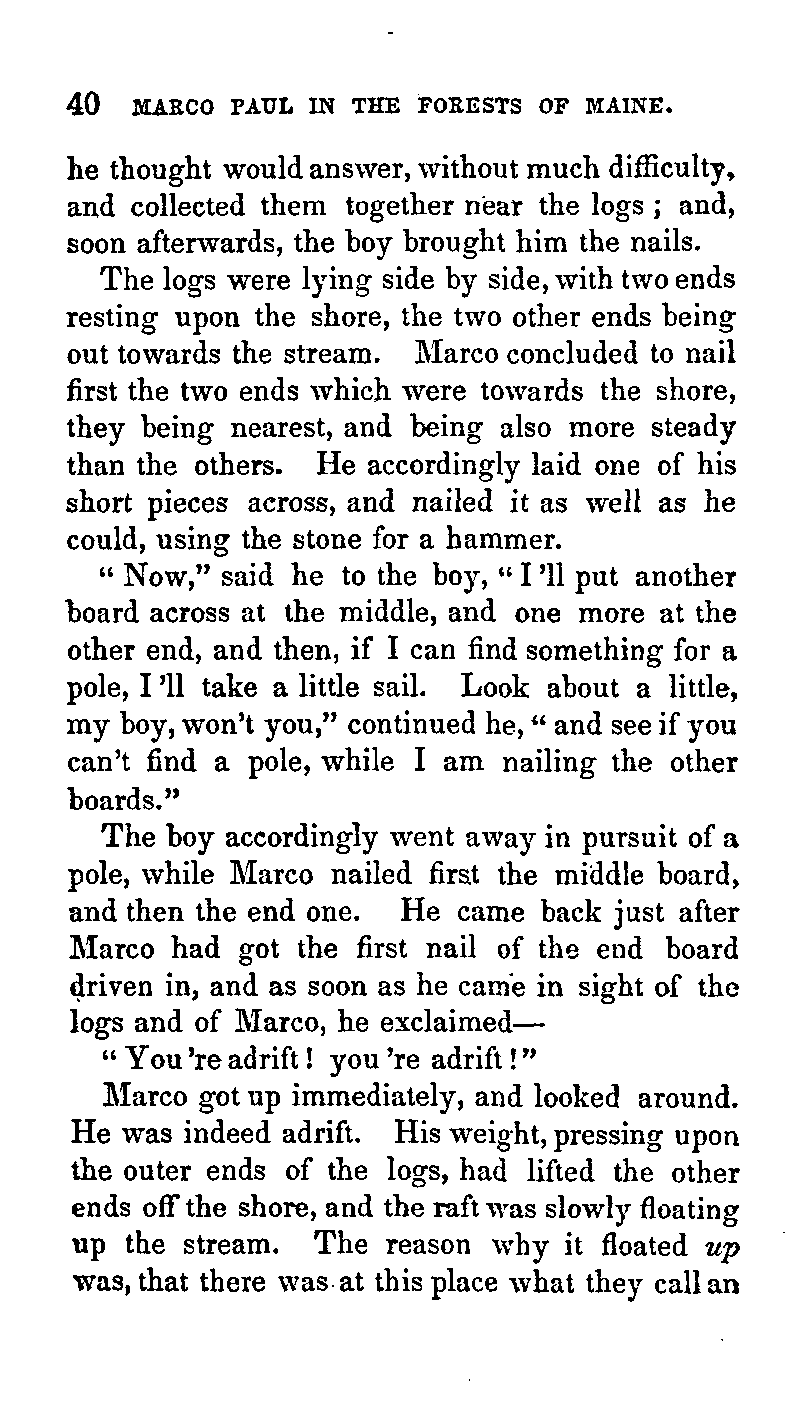 40 MARCO PAUL IN THE FORESTS OF MAINE.
he thought would answer, without much difficulty,
and collected them together near the logs ; and,
soon afterwards, the boy brought him the nails.
The logs were lying side by side, with two ends
resting upon the shore, the two other ends being
out towards the stream. Marco concluded to nail
first the two ends which were towards the shore,
they being nearest, and being also more steady
than the others. He accordingly laid one of his
short pieces across, and nailed it as well as he
could, using the stone for a hammer.
“ Now,” said he to the boy, “ I ’ll put another
board across at the middle, and one more at the
other end, and then, if I can find something for a
pole, I ’ll take a little sail. Look about a little,
my boy, won’t you,” continued he, “ and see if you
can’t find a pole, while I am nailing the other
boards.”
The boy accordingly went away in pursuit of a
pole, while Marco nailed first the middle board,
and then the end one. He came back just after
Marco had got the first nail of the end board
driven in, and as soon as he came in sight of the
logs and of Marco, he exclaimed—
“ You ’re adrift ! you ’re adrift !”
Marco got up immediately, and looked around.
He was indeed adrift. His weight, pressing upon
the outer ends of the logs, had lifted the other
ends off the shore, and the raft was slowly floating
up the stream. The reason why it floated up
was, that there was at this place what they call an